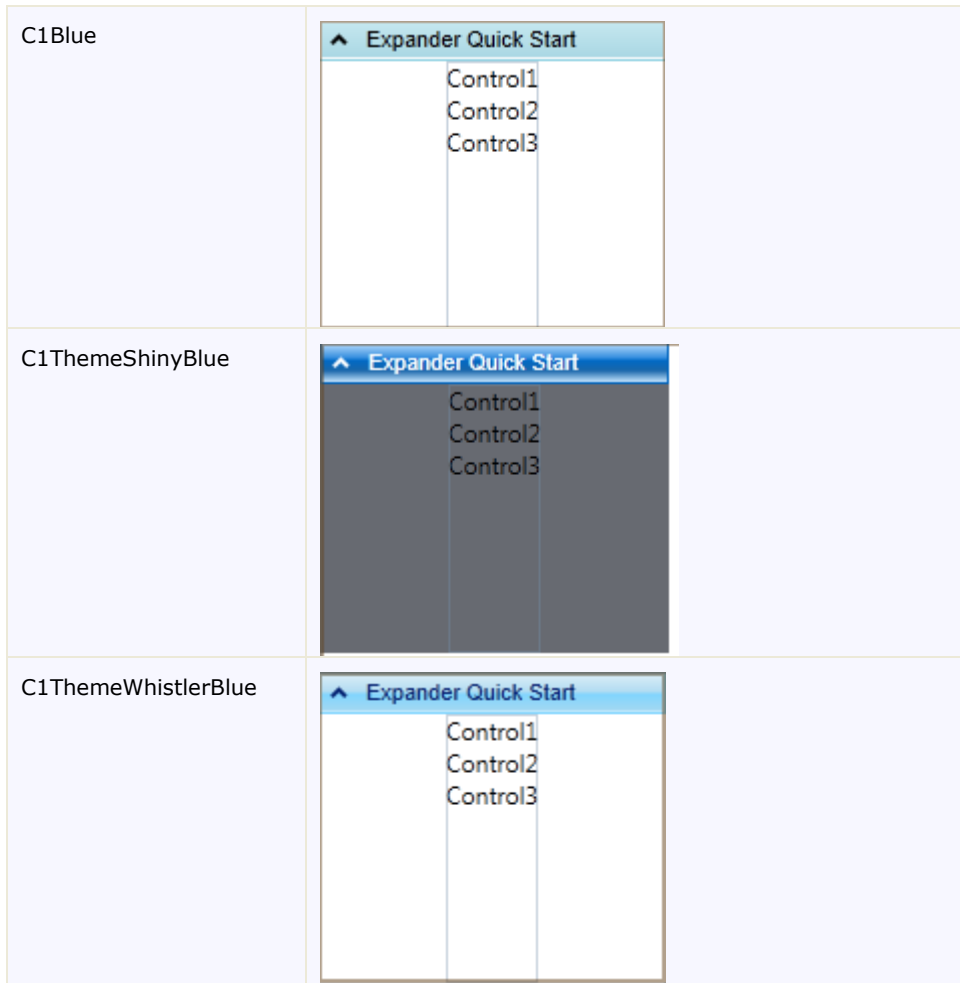 C1Blue
Expander Quick Start
Control1
Control2
Control3
C1ThemeShinyBlue
Expander Quick Start
Control1
Control2
Control3
C1ThemeWhistlerBlue
Expander Quick Start
Control1
Control2
Control3